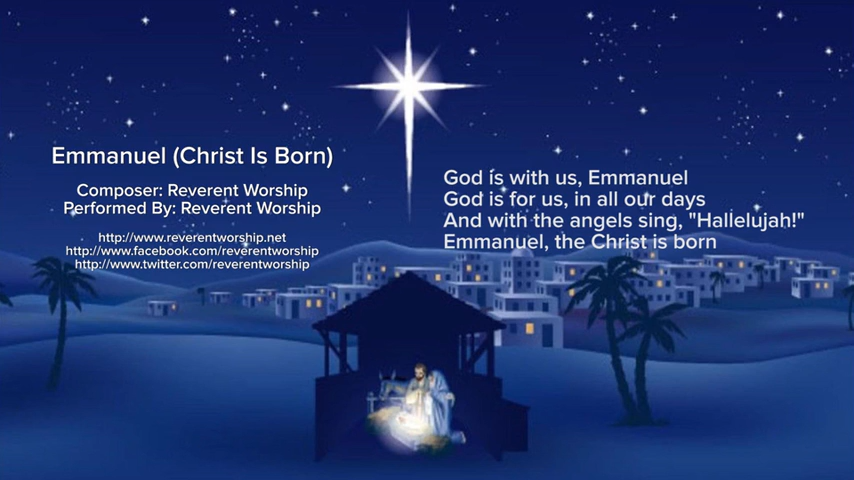 Emmanuel (Christ Is Born)
Composer: Reverent Worship
Performed By: Reverent Worship
http://www.reverentworship.net
http://www.facebook.com/reverentworship
http://www.twitter.com/reverentworship
God is with us, Emmanuel
God is for us, in all our days
And with the angels sing, "Hallelujah!"
Emmanuel, the Christ is born